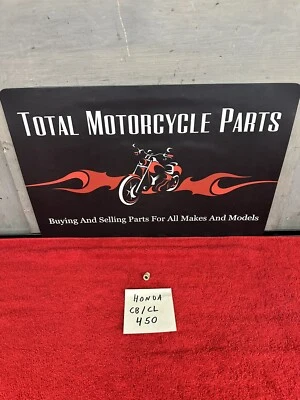 TOTAL MOTORCYCLE PARTS
Buying And Selling Parts For All Makes And Models
HONDA
CB/CL
450